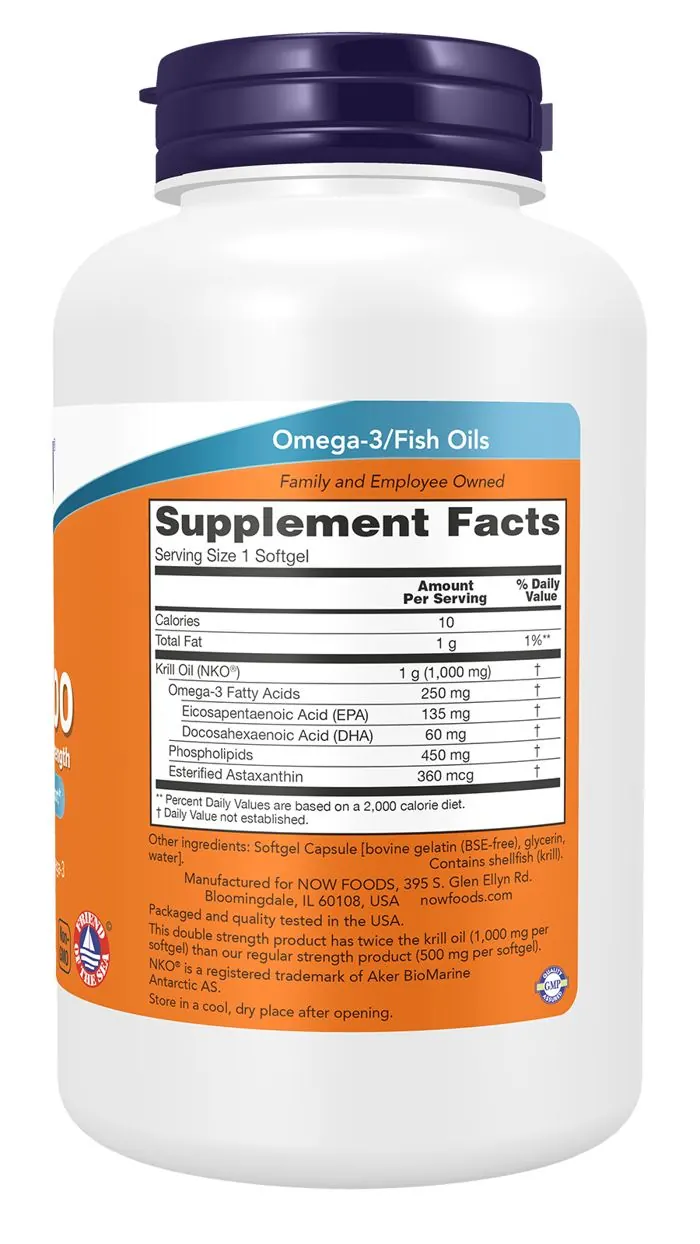 Omega-3/Fish Oils
Family and Employee Owned
Supplement Facts
Serving Size 1 Softgel
Amount Per Serving % Daily Value
Calories 10
Total Fat 1 g 1%**
Krill Oil (NKO®) 1 g (1,000 mg) †
Omega-3 Fatty Acids 250 mg †
Eicosapentaenoic Acid (EPA) 135 mg †
Docosahexaenoic Acid (DHA) 60 mg †
Phospholipids 450 mg †
Esterified Astaxanthin 360 mcg †
** Percent Daily Values are based on a 2,000 calorie diet.
† Daily Value not established.
Other ingredients: Softgel Capsule [bovine gelatin (BSE-free), glycerin,
water]. Contains shellfish (krill).
Manufactured for NOW FOODS, 395 S. Glen Ellyn Rd.
Bloomingdale, IL 60108, USA nowfoods.com
Packaged and quality tested in the USA.
This double strength product has twice the krill oil (1,000 mg per
softgel) than our regular strength product (500 mg per softgel).
NKO® is a registered trademark of Aker BioMarine
Antarctic AS.
Store in a cool, dry place after opening.
Non-
GMO
FRIEND
OF THE SEA
QUALITY
GMP
ASSURED